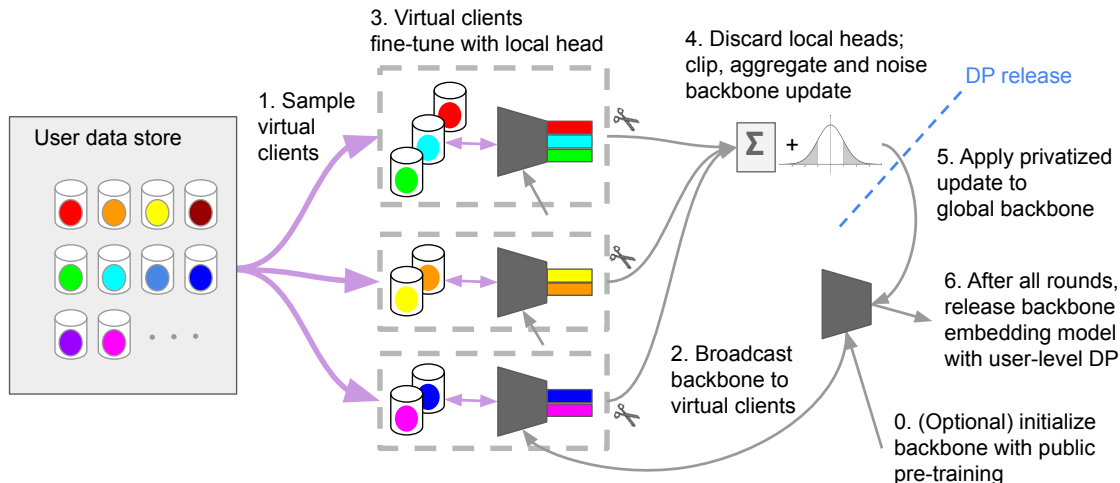 3. Virtual clients
fine-tune with local head
4. Discard local heads;
clip, aggregate and noise
backbone update
DP release
1. Sample
virtual
clients
User data store
Σ +
5. Apply privatized
update to
global backbone
6. After all rounds,
release backbone
embedding model
with user-level DP
2. Broadcast
backbone to
virtual clients
0. (Optional) initialize
backbone with public
pre-training